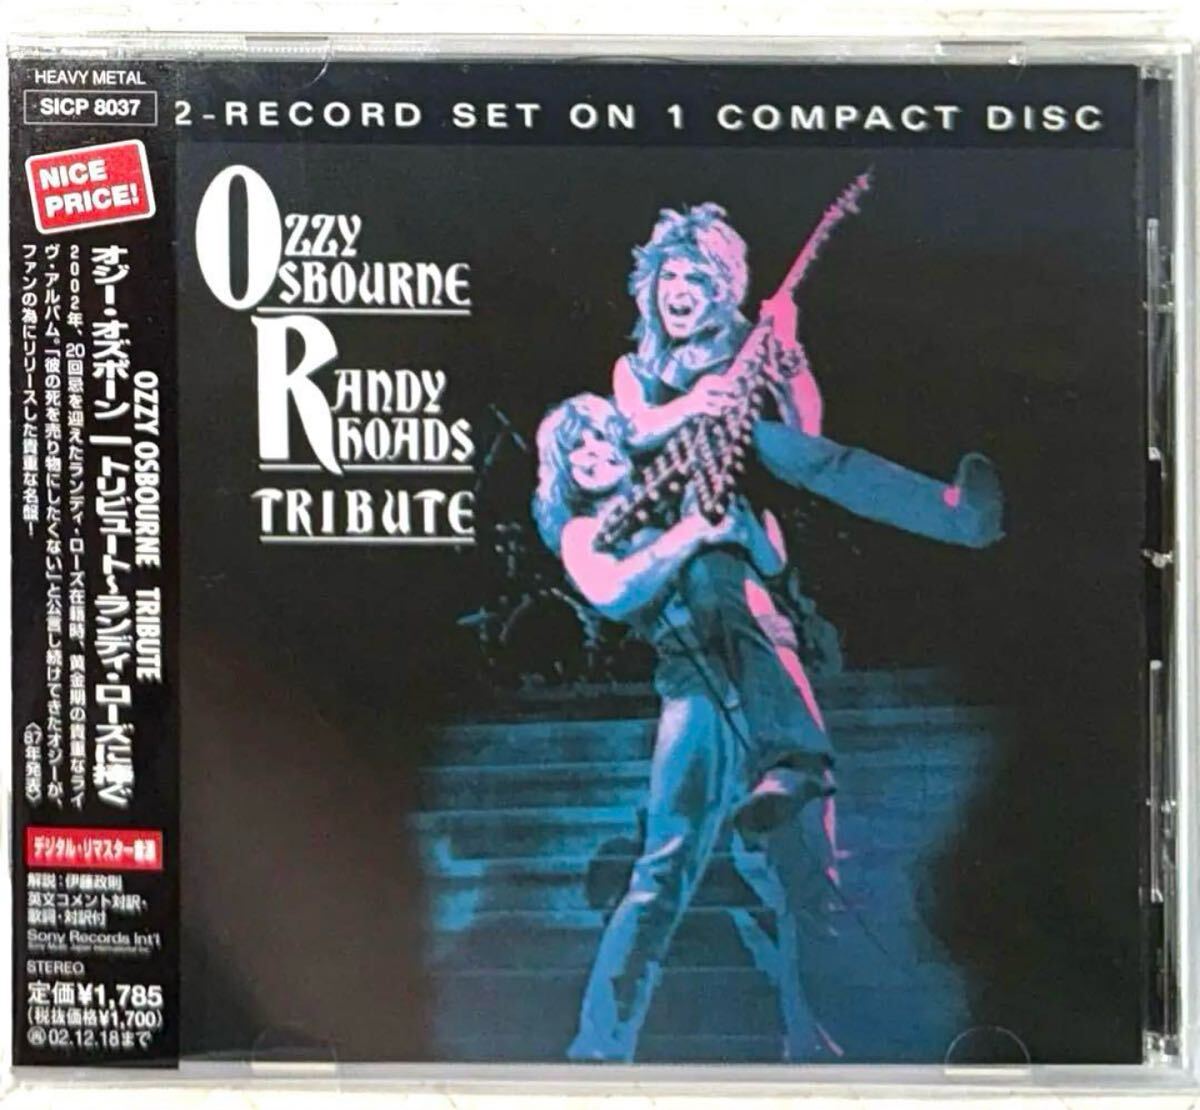 HEAVY METAL
SICP 8037
NICE
PRICE!
OZZY OSBOURNE TRIBUTE
オジー・オズボーン|トリビュート~ランディ・ローズに捧ぐ
2002年、20回忌を迎えたランディ・ローズ在籍時、黄金期の貴重なライ
ヴ・アルバム。「彼の死を売り物にしたくない」と公言し続けてきたオジーが、
ファンの為にリリースした貴重な名盤!
〈87年発表〉
デジタル・リマスター音源
解説:伊藤政則
英文コメント対訳・
歌詞・対訳付
Sony Records Int'l
Sony Music Japan International Inc.
STEREO
定価¥1,785
(税抜価格¥1,700)
再02.12.18まで
2-RECORD SET ON 1 COMPACT DISC
OZZY
OSBOURNE
RANDY
RHOADS
TRIBUTE